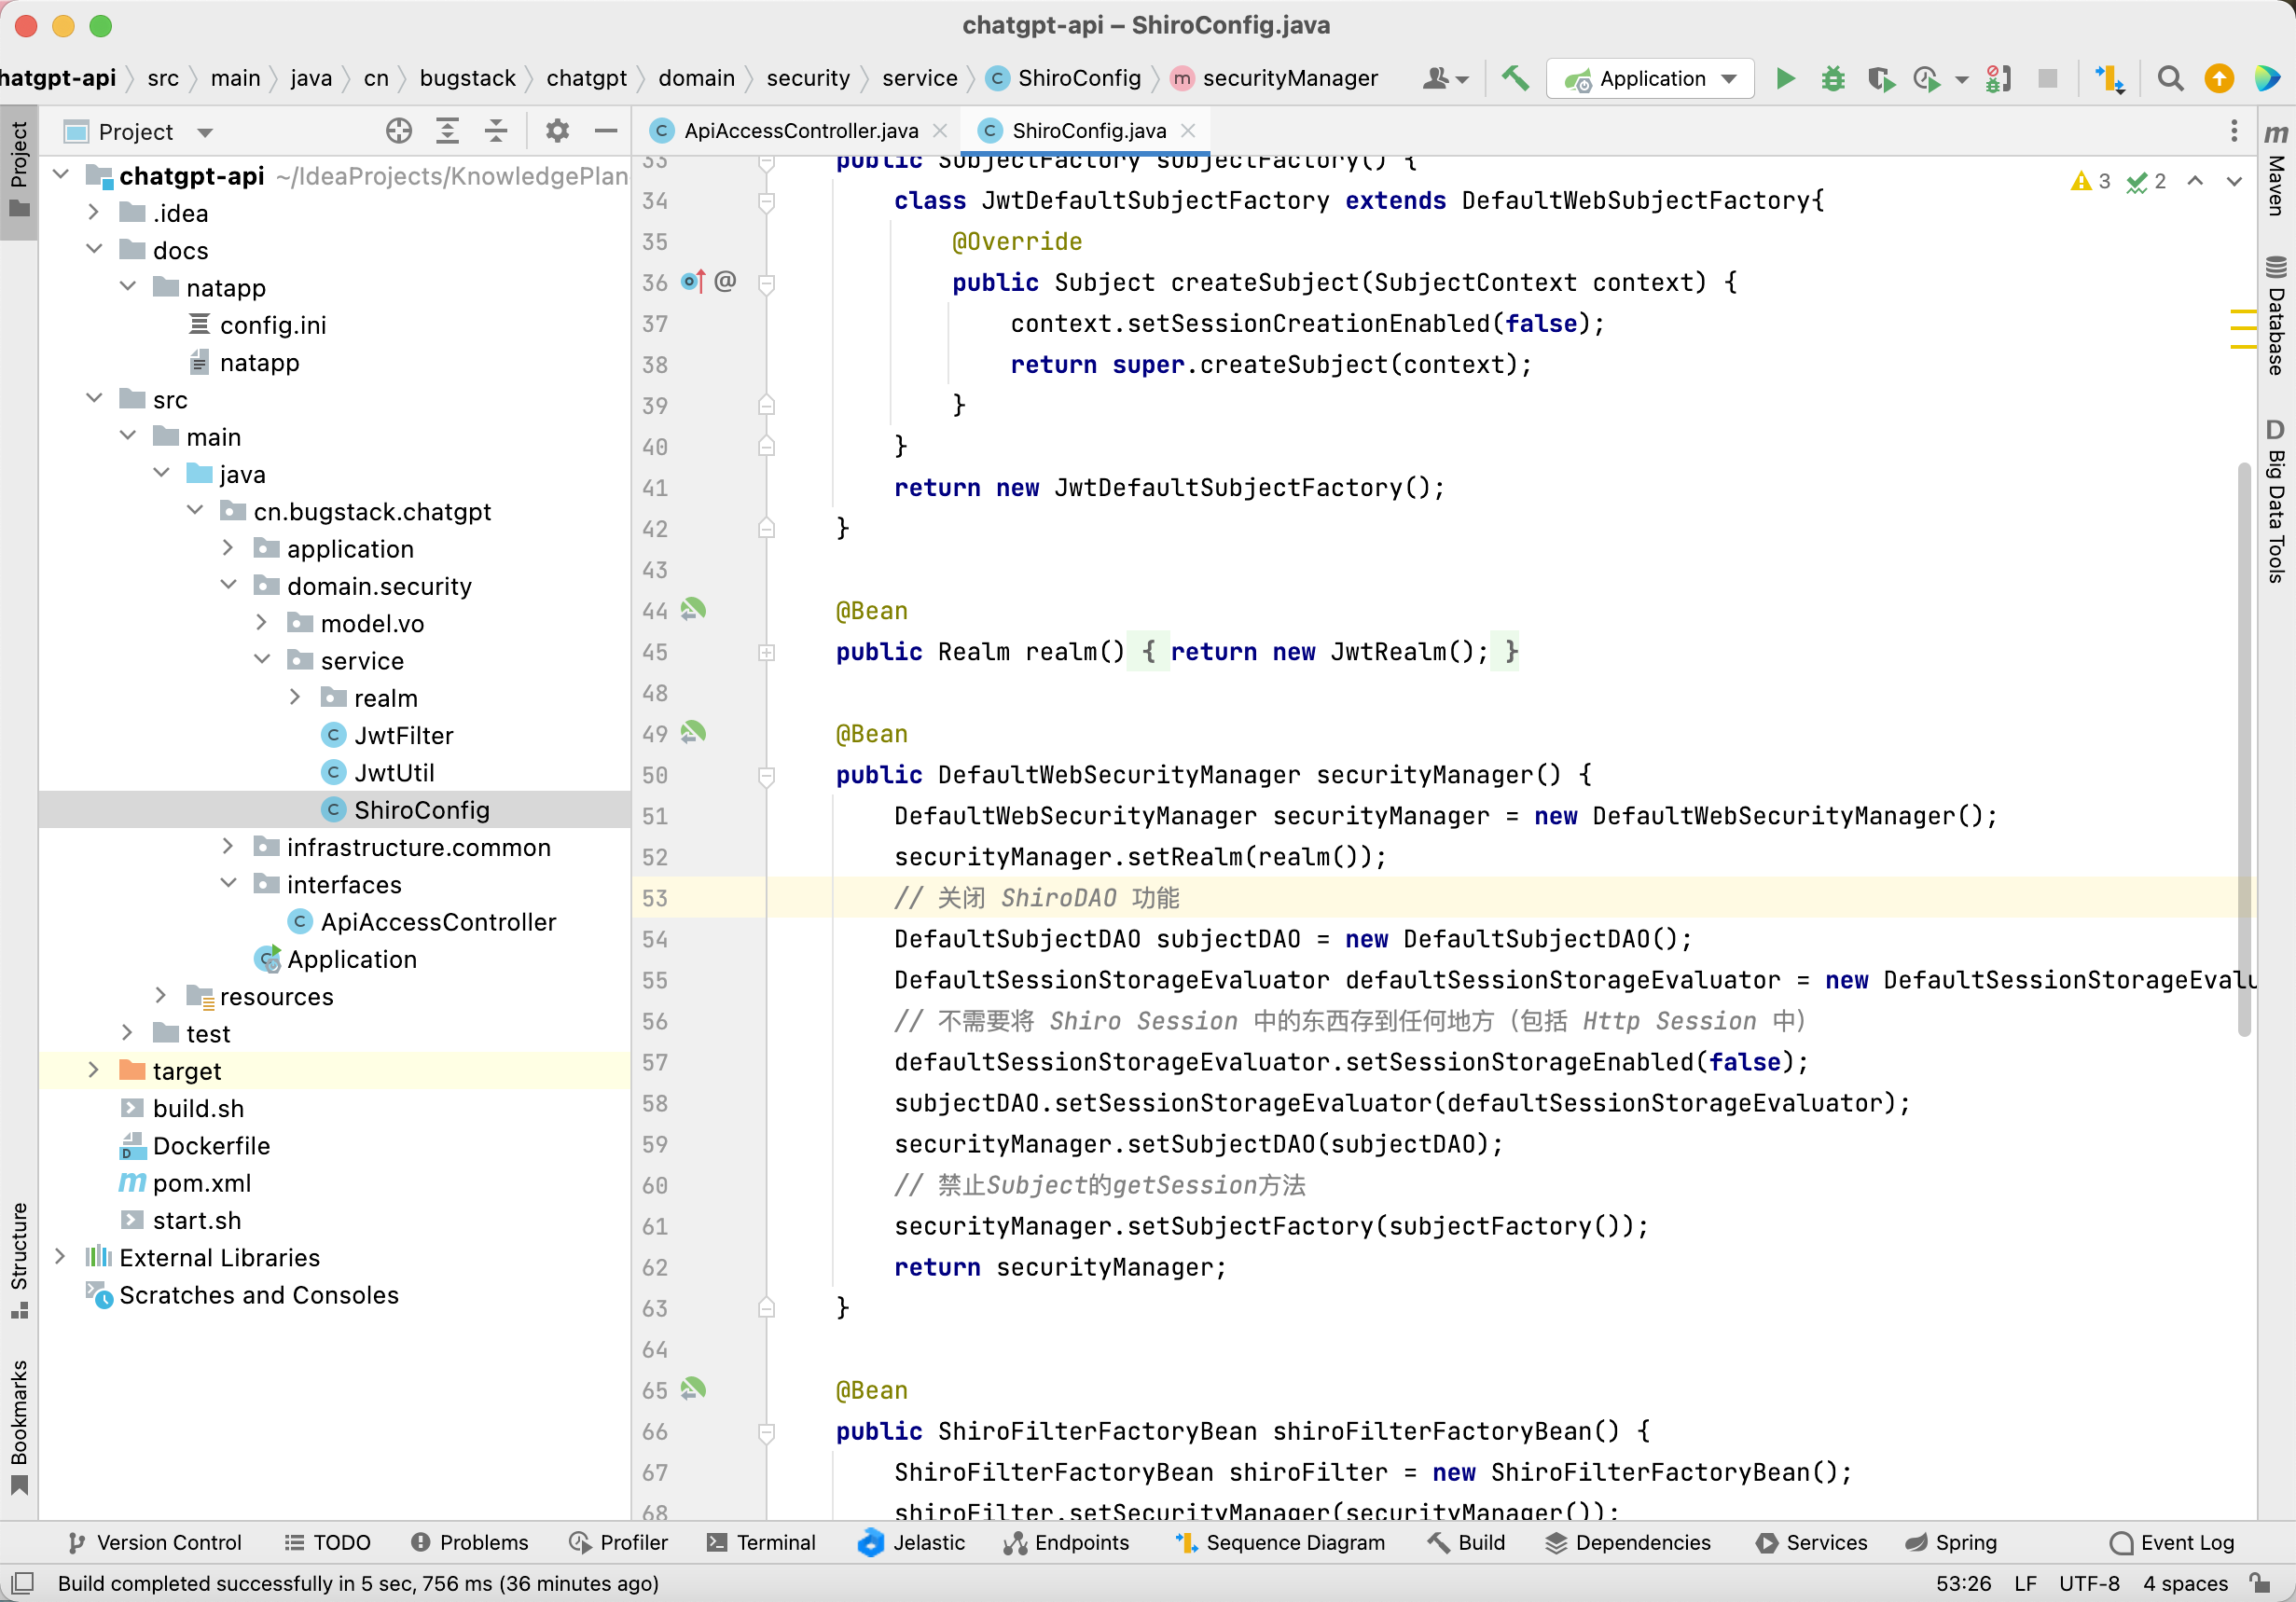 chatgpt-api – ShiroConfig.java
hatgpt-api src main java cn bugstack chatgpt domain security service ShiroConfig securityManager
Application
Project
ApiAccessController.java
ShiroConfig.java
Project
Structure
Bookmarks
chatgpt-api ~/IdeaProjects/KnowledgePlan
.idea
docs
natapp
config.ini
natapp
src
main
java
cn.bugstack.chatgpt
application
domain.security
model.vo
service
realm
JwtFilter
JwtUtil
ShiroConfig
infrastructure.common
interfaces
ApiAccessController
Application
resources
test
target
build.sh
Dockerfile
pom.xml
start.sh
External Libraries
Scratches and Consoles
3 2
33 public SubjectFactory subjectFactory() {
34 class JwtDefaultSubjectFactory extends DefaultWebSubjectFactory{
35 @Override
36 @ public Subject createSubject(SubjectContext context) {
37 context.setSessionCreationEnabled(false);
38 return super.createSubject(context);
39 }
40 }
41 return new JwtDefaultSubjectFactory();
42 }
43
44 @Bean
45 public Realm realm() { return new JwtRealm(); }
48
49 @Bean
50 public DefaultWebSecurityManager securityManager() {
51 DefaultWebSecurityManager securityManager = new DefaultWebSecurityManager();
52 securityManager.setRealm(realm());
53 // 关闭 ShiroDAO 功能
54 DefaultSubjectDAO subjectDAO = new DefaultSubjectDAO();
55 DefaultSessionStorageEvaluator defaultSessionStorageEvaluator = new DefaultSessionStorageEvalu
56 // 不需要将 Shiro Session 中的东西存到任何地方（包括 Http Session 中）
57 defaultSessionStorageEvaluator.setSessionStorageEnabled(false);
58 subjectDAO.setSessionStorageEvaluator(defaultSessionStorageEvaluator);
59 securityManager.setSubjectDAO(subjectDAO);
60 // 禁止Subject的getSession方法
61 securityManager.setSubjectFactory(subjectFactory());
62 return securityManager;
63 }
64
65 @Bean
66 public ShiroFilterFactoryBean shiroFilterFactoryBean() {
67 ShiroFilterFactoryBean shiroFilter = new ShiroFilterFactoryBean();
68 shiroFilter.setSecurityManager(securityManager());
Maven
Database
Big Data Tools
Version Control TODO Problems Profiler Terminal Jelastic Endpoints Sequence Diagram Build Dependencies Services Spring Event Log
Build completed successfully in 5 sec, 756 ms (36 minutes ago)
53:26 LF UTF-8 4 spaces